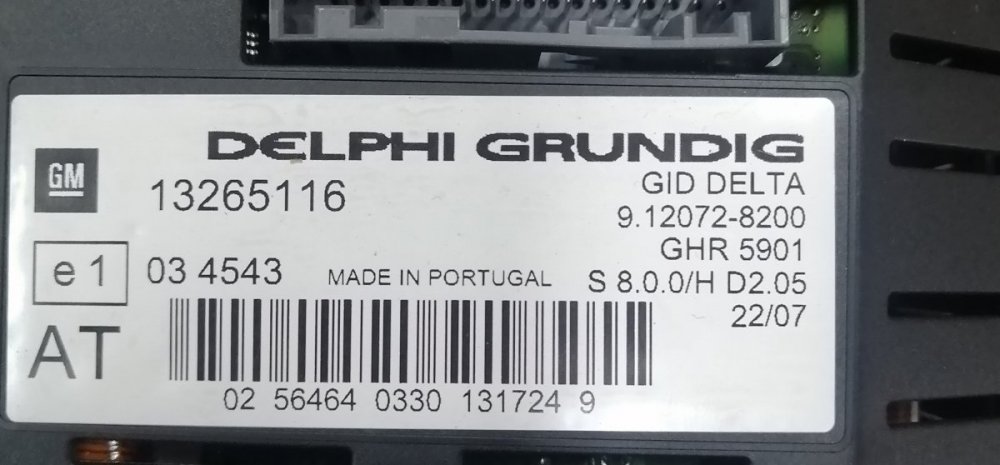 DELPHI GRUNDIG
GM
13265116
GID DELTA
9.12072-8200
GHR 5901
e 1
03 4543
MADE IN PORTUGAL
S 8.0.0/H D2.05
22/07
AT
02 56464 0330 131724 9